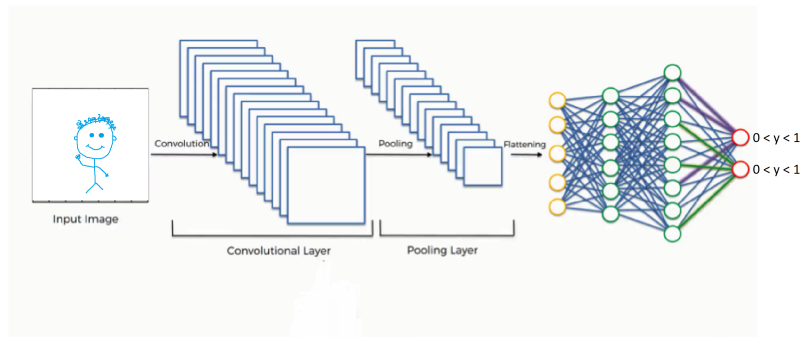 Convolution
Pooling
Flattening
0 < y < 1
0 < y < 1
Input Image
Convolutional Layer
Pooling Layer